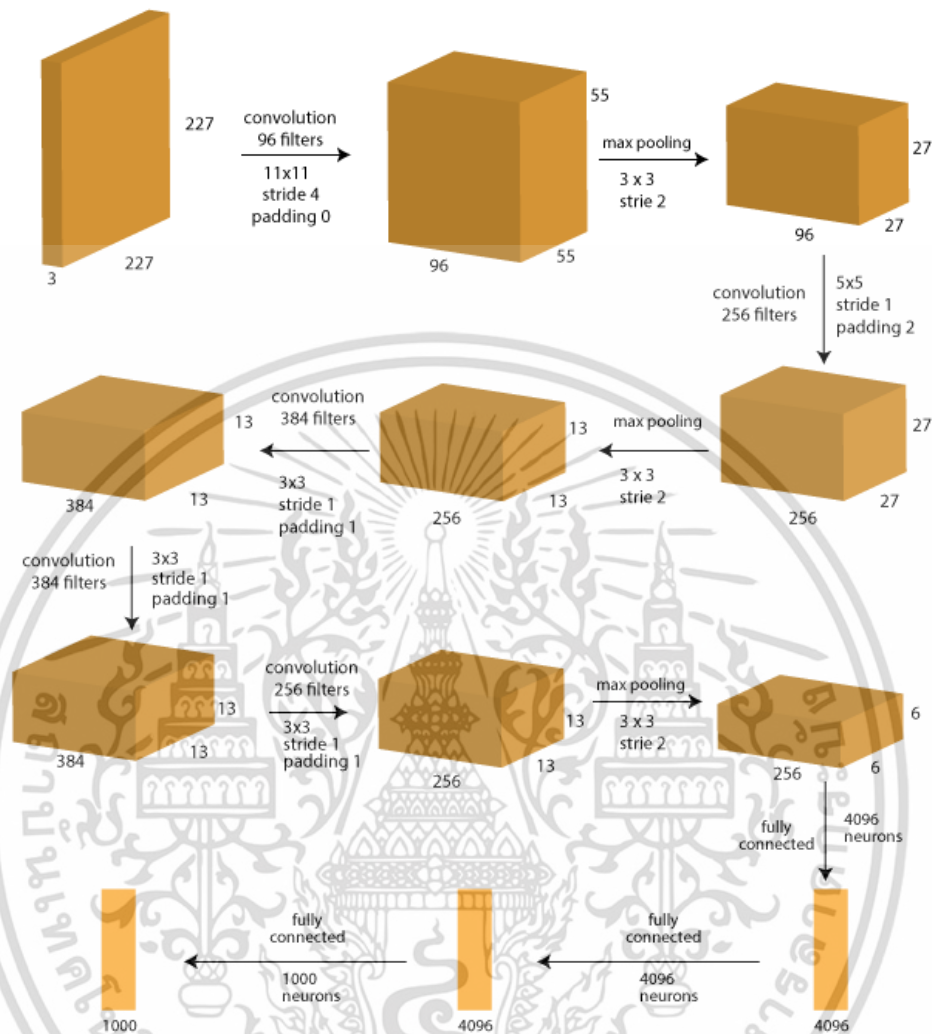 227
227
3
convolution
96 filters
11x11
stride 4
padding 0
55
55
96
max pooling
3 x 3
strie 2
27
27
96
convolution
256 filters
5x5
stride 1
padding 2
27
27
256
max pooling
3 x 3
strie 2
13
13
256
convolution
384 filters
3x3
stride 1
padding 1
13
13
384
convolution
384 filters
3x3
stride 1
padding 1
13
13
384
convolution
256 filters
3x3
stride 1
padding 1
13
13
256
max pooling
3 x 3
strie 2
6
6
256
fully
connected
4096
neurons
4096
fully
connected
4096
neurons
4096
fully
connected
1000
neurons
1000